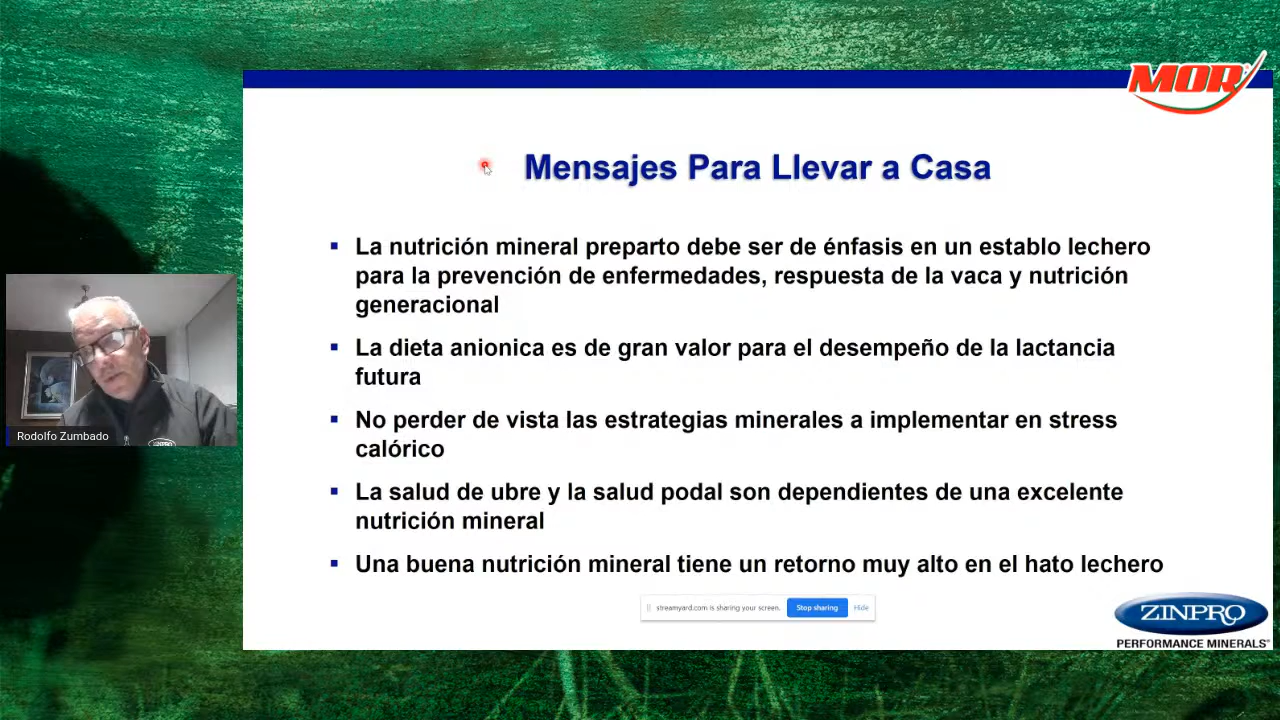 MOR
Mensajes Para Llevar a Casa
La nutrición mineral preparto debe ser de énfasis en un establo lechero
para la prevención de enfermedades, respuesta de la vaca y nutrición
generacional
La dieta anionica es de gran valor para el desempeño de la lactancia
futura
No perder de vista las estrategias minerales a implementar en stress
calórico
La salud de ubre y la salud podal son dependientes de una excelente
nutrición mineral
Una buena nutrición mineral tiene un retorno muy alto en el hato lechero
Rodolfo Zumbado
streamyard.com is sharing your screen. Stop sharing Hide
ZINPRO
PERFORMANCE MINERALS®